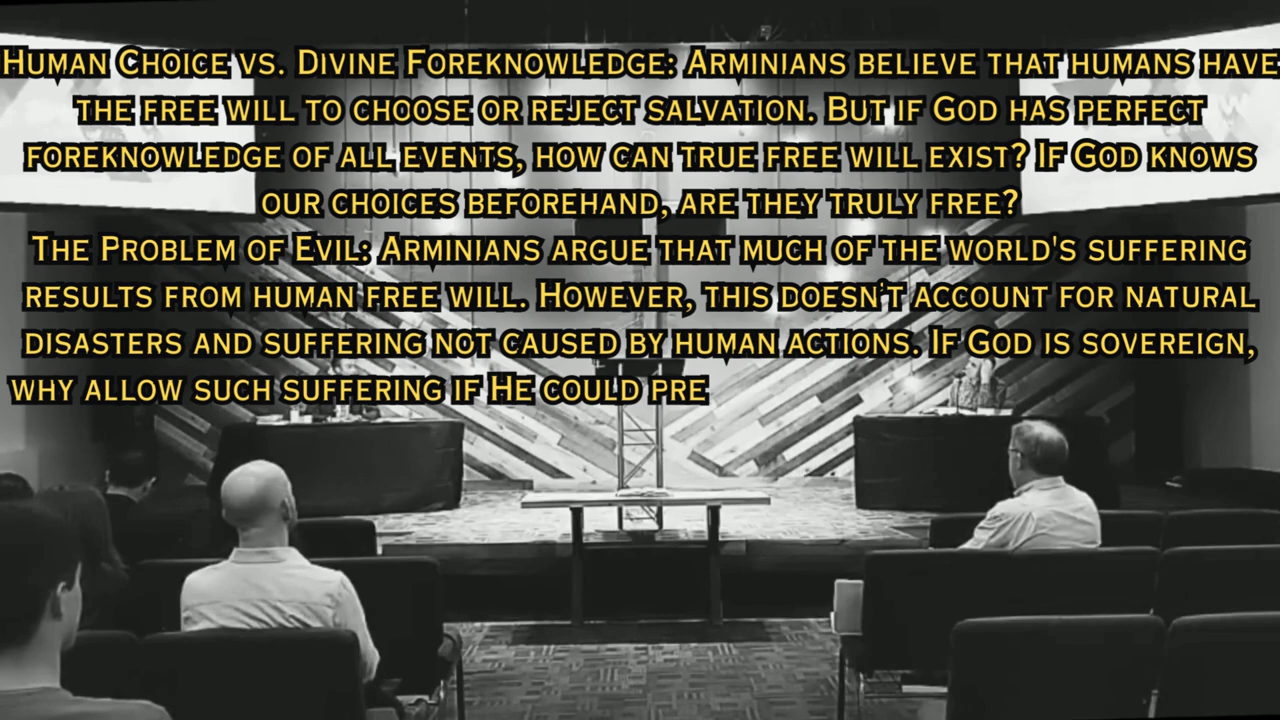 Human Choice vs. Divine Foreknowledge: Arminians believe that humans have
the free will to choose or reject salvation. But if God has perfect
foreknowledge of all events, how can true free will exist? If God knows
our choices beforehand, are they truly free?
The Problem of Evil: Arminians argue that much of the world's suffering
results from human free will. However, this doesn't account for natural
disasters and suffering not caused by human actions. If God is sovereign,
why allow such suffering if He could pre